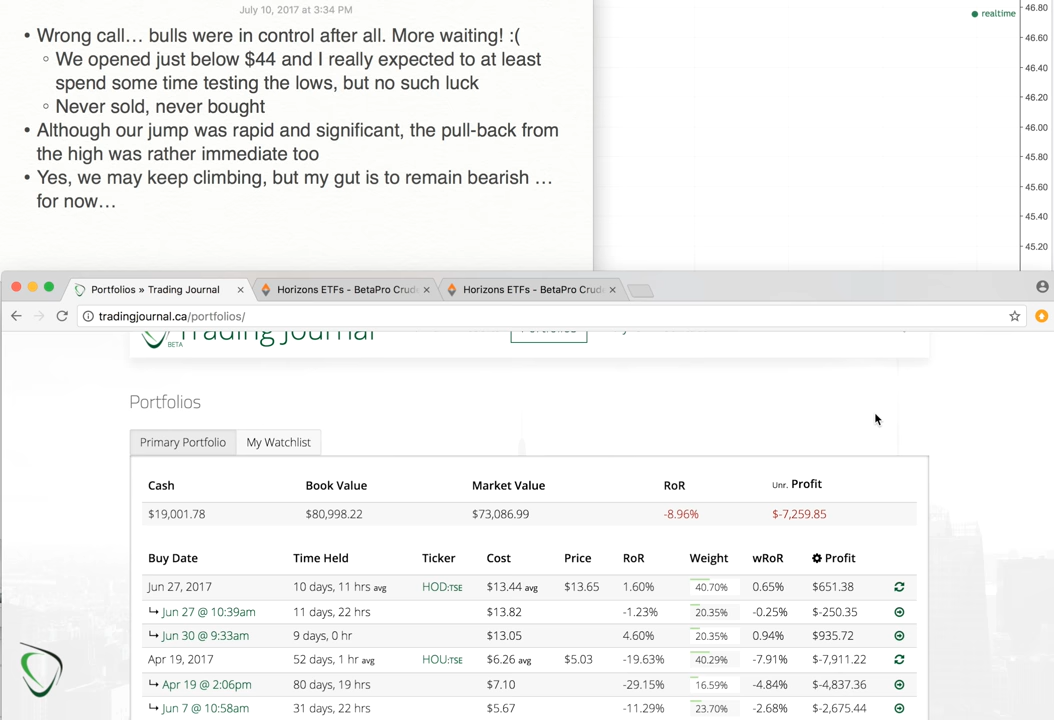 July 10, 2017 at 3:34 PM
• Wrong call… bulls were in control after all. More waiting! :(
◦ We opened just below $44 and I really expected to at least
spend some time testing the lows, but no such luck
◦ Never sold, never bought
• Although our jump was rapid and significant, the pull-back from
the high was rather immediate too
• Yes, we may keep climbing, but my gut is to remain bearish …
for now…
realtime
46.80
46.60
46.40
46.20
46.00
45.80
45.60
45.40
45.20
Portfolios » Trading Journal × Horizons ETFs - BetaPro Crud × Horizons ETFs - BetaPro Crud ×
tradingjournal.ca/portfolios/
Trading Journal
BETA
Portfolios
Primary Portfolio My Watchlist
Cash Book Value Market Value RoR Unr. Profit
$19,001.78 $80,998.22 $73,086.99 -8.96% $-7,259.85
Buy Date Time Held Ticker Cost Price RoR Weight wRoR Profit
Jun 27, 2017 10 days, 11 hrs avg HOD:TSE $13.44 avg $13.65 1.60% 40.70% 0.65% $651.38
Jun 27 @ 10:39am 11 days, 22 hrs $13.82 -1.23% 20.35% -0.25% $-250.35
Jun 30 @ 9:33am 9 days, 0 hr $13.05 4.60% 20.35% 0.94% $935.72
Apr 19, 2017 52 days, 1 hr avg HOU:TSE $6.26 avg $5.03 -19.63% 40.29% -7.91% $-7,911.22
Apr 19 @ 2:06pm 80 days, 19 hrs $7.10 -29.15% 16.59% -4.84% $-4,837.36
Jun 7 @ 10:58am 31 days, 22 hrs $5.67 -11.29% 23.70% -2.68% $-2,675.44